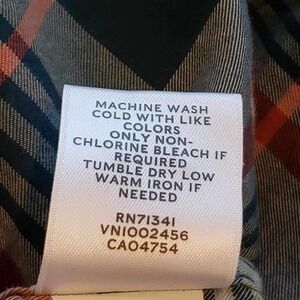 MACHINE WASH
COLD WITH LIKE
COLORS
ONLY NON-
CHLORINE BLEACH IF
REQUIRED
TUMBLE DRY LOW
WARM IRON IF
NEEDED
RN71341
VN1002456
CA04754